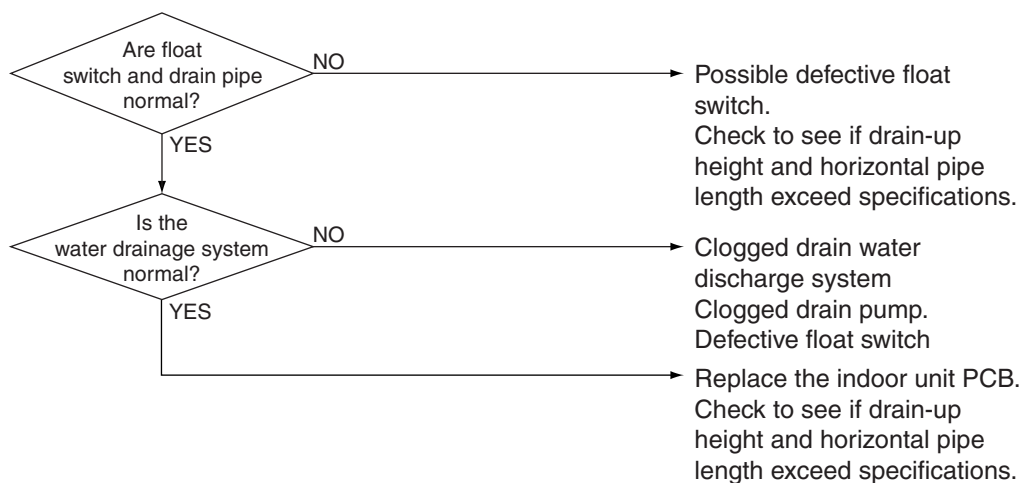 Are float
switch and drain pipe
normal?
NO
Possible defective float
switch.
Check to see if drain-up
height and horizontal pipe
length exceed specifications.
YES
Is the
water drainage system
normal?
NO
Clogged drain water
discharge system
Clogged drain pump.
Defective float switch
YES
Replace the indoor unit PCB.
Check to see if drain-up
height and horizontal pipe
length exceed specifications.